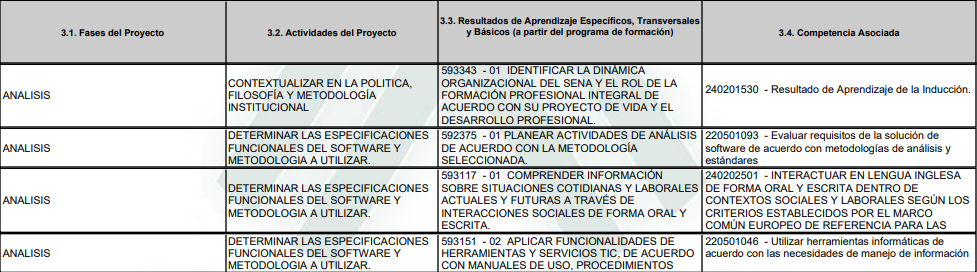 3.1. Fases del Proyecto
3.2. Actividades del Proyecto
3.3. Resultados de Aprendizaje Específicos, Transversales
y Básicos (a partir del programa de formación)
3.4. Competencia Asociada
ANALISIS
CONTEXTUALIZAR EN LA POLITICA,
FILOSOFÍA Y METODOLOGÍA
INSTITUCIONAL
593343 - 01 IDENTIFICAR LA DINÁMICA
ORGANIZACIONAL DEL SENA Y EL ROL DE LA
FORMACIÓN PROFESIONAL INTEGRAL DE
ACUERDO CON SU PROYECTO DE VIDA Y EL
DESARROLLO PROFESIONAL.
240201530 - Resultado de Aprendizaje de la Inducción.
ANALISIS
DETERMINAR LAS ESPECIFICACIONES
FUNCIONALES DEL SOFTWARE Y
METODOLOGIA A UTILIZAR.
592375 - 01 PLANEAR ACTIVIDADES DE ANÁLISIS
DE ACUERDO CON LA METODOLOGÍA
SELECCIONADA.
220501093 - Evaluar requisitos de la solución de
software de acuerdo con metodologías de análisis y
estándares
ANALISIS
DETERMINAR LAS ESPECIFICACIONES
FUNCIONALES DEL SOFTWARE Y
METODOLOGIA A UTILIZAR.
593117 - 01 COMPRENDER INFORMACIÓN
SOBRE SITUACIONES COTIDIANAS Y LABORALES
ACTUALES Y FUTURAS A TRAVÉS DE
INTERACCIONES SOCIALES DE FORMA ORAL Y
ESCRITA.
240202501 - INTERACTUAR EN LENGUA INGLESA
DE FORMA ORAL Y ESCRITA DENTRO DE
CONTEXTOS SOCIALES Y LABORALES SEGÚN LOS
CRITERIOS ESTABLECIDOS POR EL MARCO
COMÚN EUROPEO DE REFERENCIA PARA LAS
ANALISIS
DETERMINAR LAS ESPECIFICACIONES
FUNCIONALES DEL SOFTWARE Y
METODOLOGIA A UTILIZAR.
593151 - 02 APLICAR FUNCIONALIDADES DE
HERRAMIENTAS Y SERVICIOS TIC, DE ACUERDO
CON MANUALES DE USO, PROCEDIMIENTOS
220501046 - Utilizar herramientas informáticas de
acuerdo con las necesidades de manejo de información